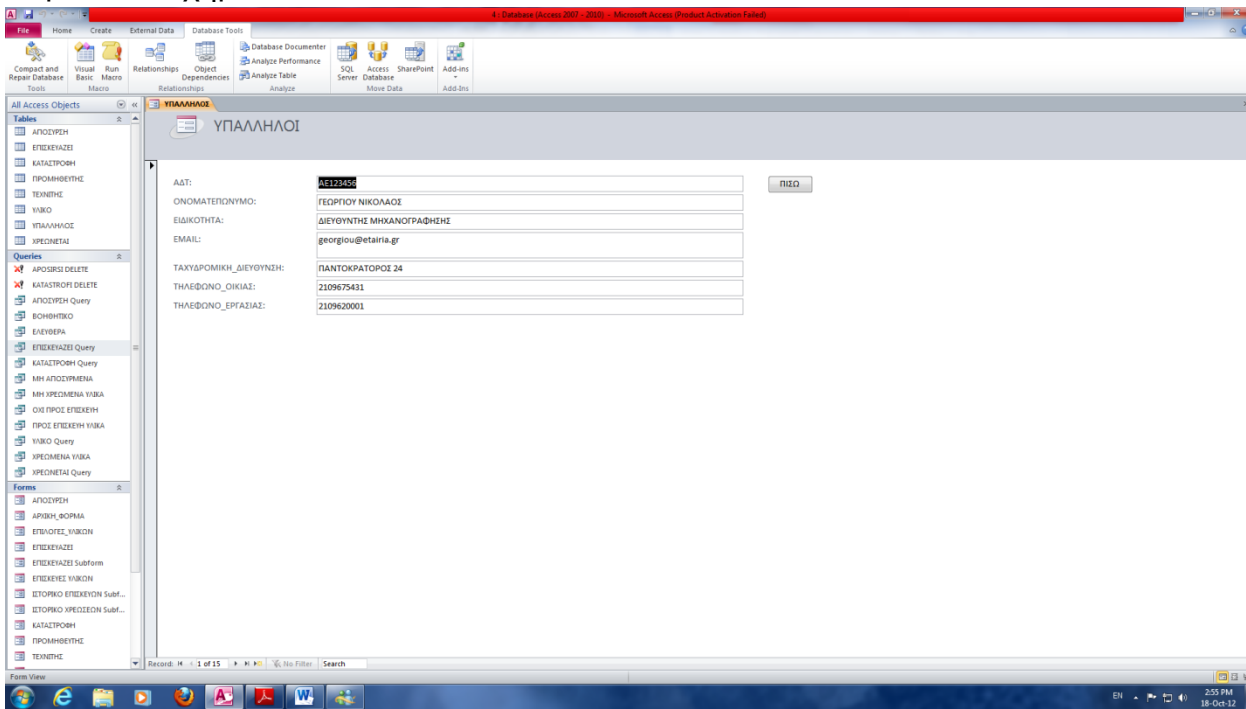 4 : Database (Access 2007 - 2010) - Microsoft Access (Product Activation Failed)
File Home Create External Data Database Tools
Compact and Repair Database
Visual Basic
Run Macro
Relationships
Object Dependencies
Database Documenter
Analyze Performance
Analyze Table
SQL Server
Access Database
SharePoint
Add-ins
Tools Macro Relationships Analyze Move Data Add-Ins
All Access Objects
Tables
ΑΠΟΣΥΡΣΗ
ΕΠΙΣΚΕΥΑΖΕΙ
ΚΑΤΑΣΤΡΟΦΗ
ΠΡΟΜΗΘΕΥΤΗΣ
ΤΕΧΝΙΤΗΣ
ΥΛΙΚΟ
ΥΠΑΛΛΗΛΟΣ
ΧΡΕΩΝΕΤΑΙ
Queries
APOSIRSI DELETE
KATASTROFI DELETE
ΑΠΟΣΥΡΣΗ Query
ΒΟΗΘΗΤΙΚΟ
ΕΛΕΥΘΕΡΑ
ΕΠΙΣΚΕΥΑΖΕΙ Query
ΚΑΤΑΣΤΡΟΦΗ Query
ΜΗ ΑΠΟΣΥΡΜΕΝΑ
ΜΗ ΧΡΕΩΜΕΝΑ ΥΛΙΚΑ
ΟΧΙ ΠΡΟΣ ΕΠΙΣΚΕΥΗ
ΠΡΟΣ ΕΠΙΣΚΕΥΗ ΥΛΙΚΑ
ΥΛΙΚΟ Query
ΧΡΕΩΜΕΝΑ ΥΛΙΚΑ
ΧΡΕΩΝΕΤΑΙ Query
Forms
ΑΠΟΣΥΡΣΗ
ΑΡΧΙΚΗ_ΦΟΡΜΑ
ΕΠΙΛΟΓΕΣ_ΥΛΙΚΩΝ
ΕΠΙΣΚΕΥΑΖΕΙ
ΕΠΙΣΚΕΥΑΖΕΙ Subform
ΕΠΙΣΚΕΥΕΣ ΥΛΙΚΩΝ
ΙΣΤΟΡΙΚΟ ΕΠΙΣΚΕΥΩΝ Subf...
ΙΣΤΟΡΙΚΟ ΧΡΕΩΣΕΩΝ Subf...
ΚΑΤΑΣΤΡΟΦΗ
ΠΡΟΜΗΘΕΥΤΗΣ
ΤΕΧΝΙΤΗΣ
ΥΠΑΛΛΗΛΟΣ
ΥΠΑΛΛΗΛΟΙ
ΑΔΤ: ΑΕ123456 ΠΙΣΩ
ΟΝΟΜΑΤΕΠΩΝΥΜΟ: ΓΕΩΡΓΙΟΥ ΝΙΚΟΛΑΟΣ
ΕΙΔΙΚΟΤΗΤΑ: ΔΙΕΥΘΥΝΤΗΣ ΜΗΧΑΝΟΓΡΑΦΗΣΗΣ
EMAIL: georgiou@etairia.gr
ΤΑΧΥΔΡΟΜΙΚΗ_ΔΙΕΥΘΥΝΣΗ: ΠΑΝΤΟΚΡΑΤΟΡΟΣ 24
ΤΗΛΕΦΩΝΟ_ΟΙΚΙΑΣ: 2109675431
ΤΗΛΕΦΩΝΟ_ΕΡΓΑΣΙΑΣ: 2109620001
Record: 1 of 15 No Filter Search
Form View
EN 2:55 PM
18-Oct-12